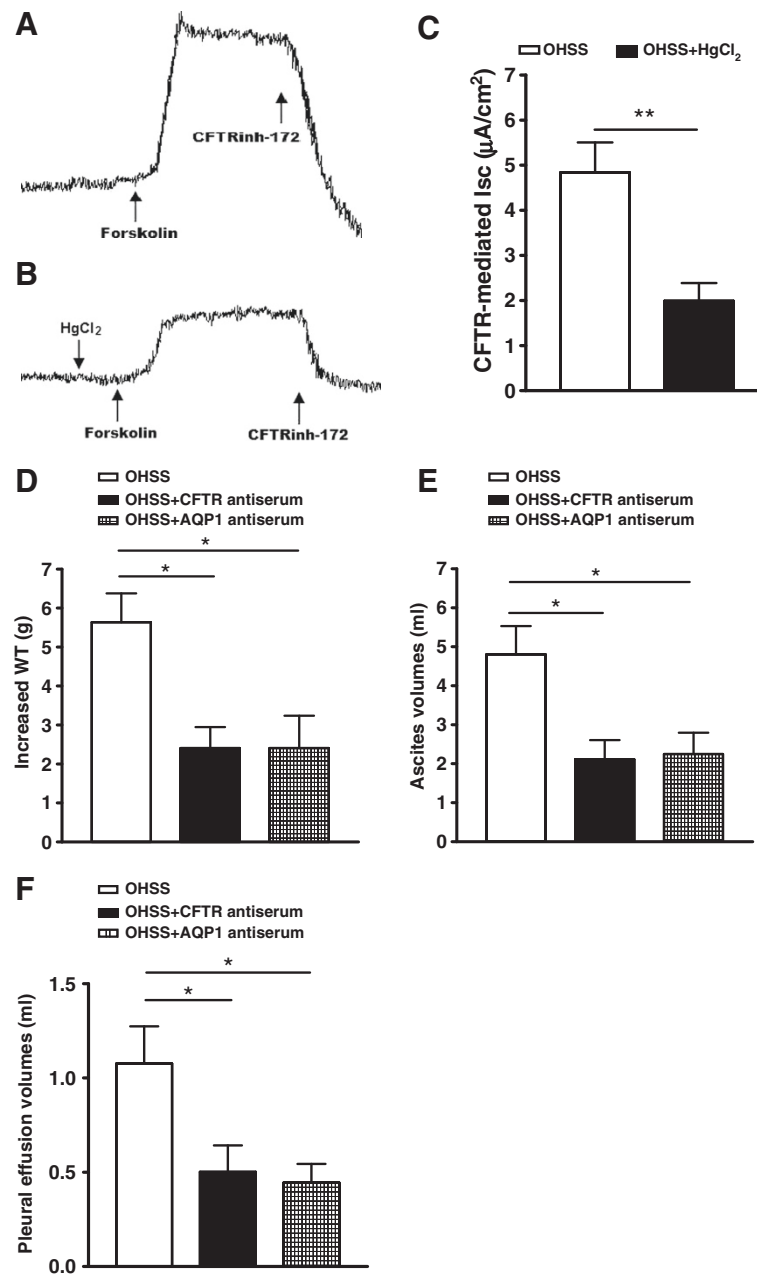 A
CFTRinh-172
Forskolin
B
HgCl2
Forskolin
CFTRinh-172
C
OHSS
OHSS+HgCl2
CFTR-mediated Isc (µA/cm²)
7
6
5
4
3
2
1
0
**
D
OHSS
OHSS+CFTR antiserum
OHSS+AQP1 antiserum
Increased WT (g)
7
6
5
4
3
2
1
0
*
*
E
OHSS
OHSS+CFTR antiserum
OHSS+AQP1 antiserum
Ascites volumes (ml)
7
6
5
4
3
2
1
0
*
*
F
OHSS
OHSS+CFTR antiserum
OHSS+AQP1 antiserum
Pleural effusion volumes (ml)
1.5
1.0
0.5
0.0
*
*